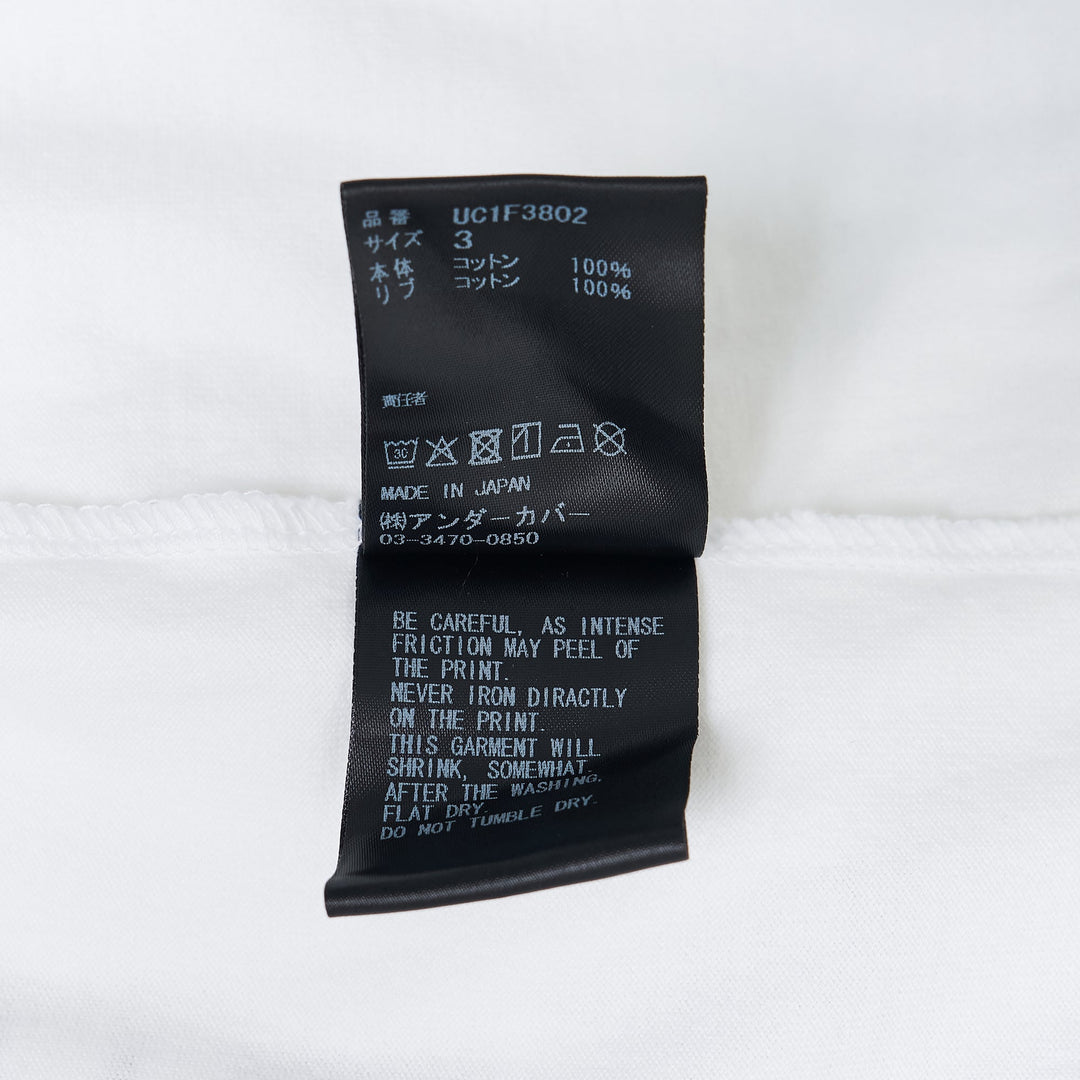 品番 UC1F3802
サイズ 3
本体 コットン 100%
リブ コットン 100%
責任者
30
MADE IN JAPAN
㈱アンダーカバー
03-3470-0850
BE CAREFUL, AS INTENSE
FRICTION MAY PEEL OF
THE PRINT.
NEVER IRON DIRACTLY
ON THE PRINT.
THIS GARMENT WILL
SHRINK, SOMEWHAT.
AFTER THE WASHING.
FLAT DRY.
DO NOT TUMBLE DRY.